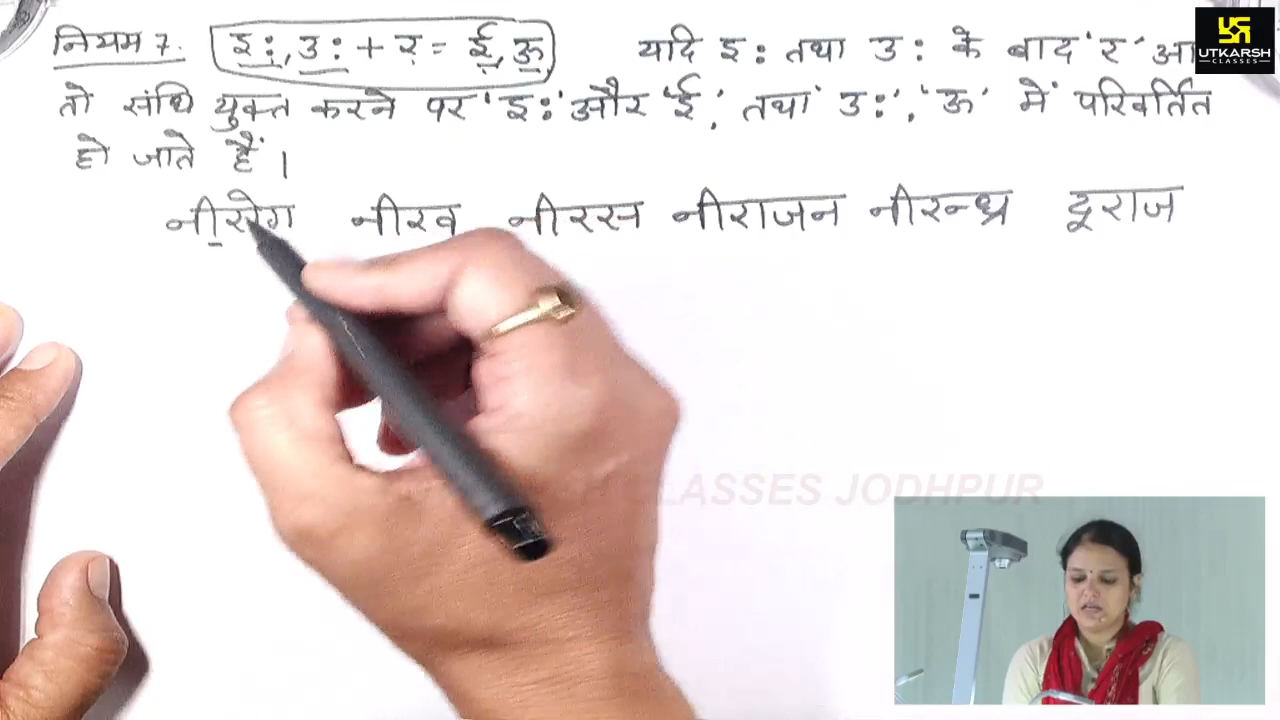 नियम 7. इः, उः + र = ई, ऊ यदि इः तथा उः के बाद 'र' आ
तो संधि युक्त करने पर 'इः' और 'ई', तथा उः', 'ऊ' में परिवर्तित
हो जाते हैं।
नीरोग नीरव नीरस नीराजन नीरन्ध्र दूराज
UTKARSH
CLASSES
CLASSES JODHPUR